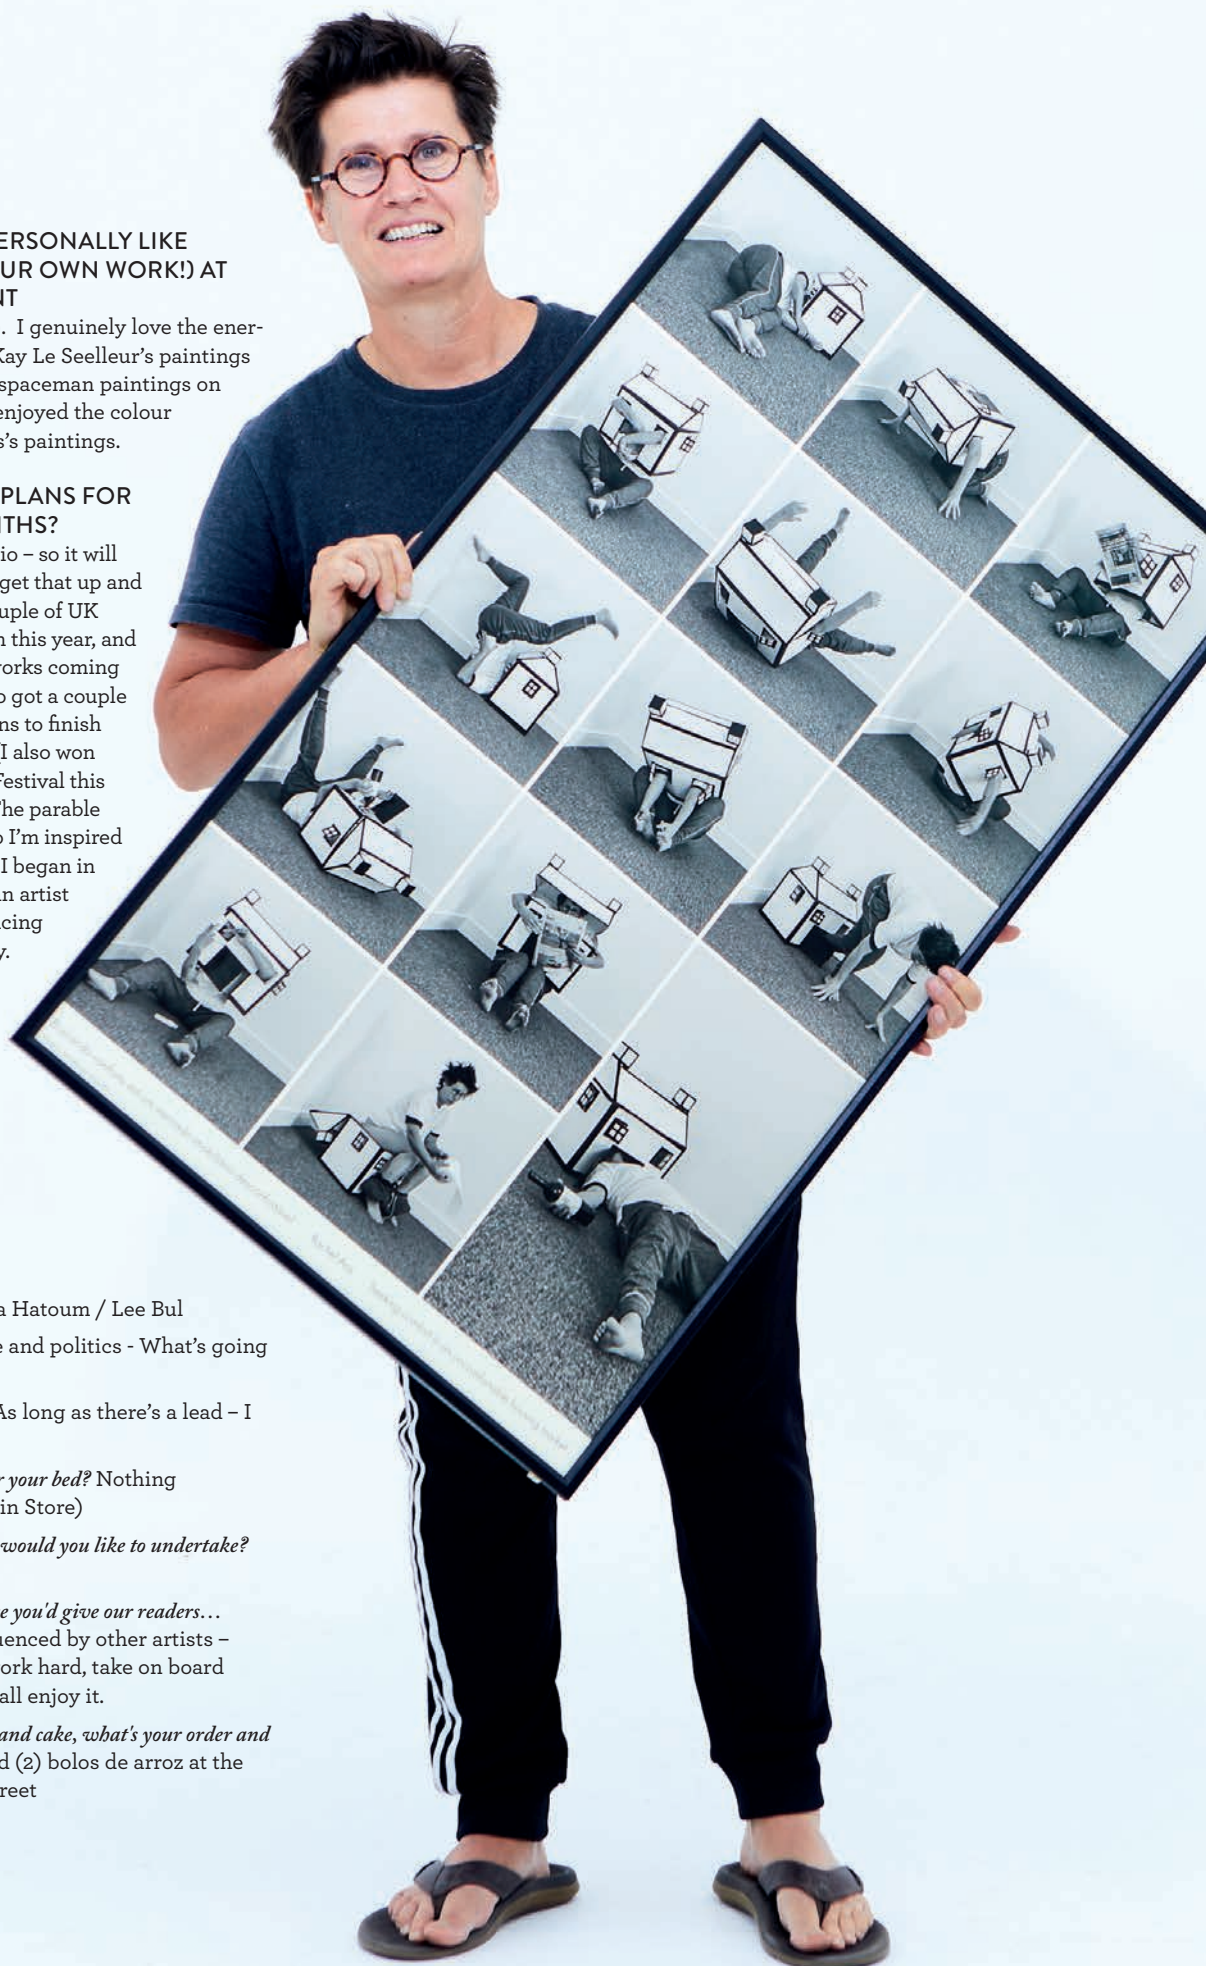 ERSONALLY LIKE
UR OWN WORK!) AT
NT
. I genuinely love the ener-
Kay Le Seelleur’s paintings
spaceman paintings on
enjoyed the colour
s’s paintings.
PLANS FOR
THS?
io – so it will
get that up and
uple of UK
n this year, and
orks coming
o got a couple
ns to finish
I also won
Festival this
The parable
o I’m inspired
I began in
an artist
cing
y.
a Hatoum / Lee Bul
e and politics - What’s going
As long as there’s a lead – I
r your bed? Nothing
in Store)
would you like to undertake?
e you'd give our readers…
uenced by other artists –
ork hard, take on board
all enjoy it.
and cake, what's your order and
d (2) bolos de arroz at the
reet